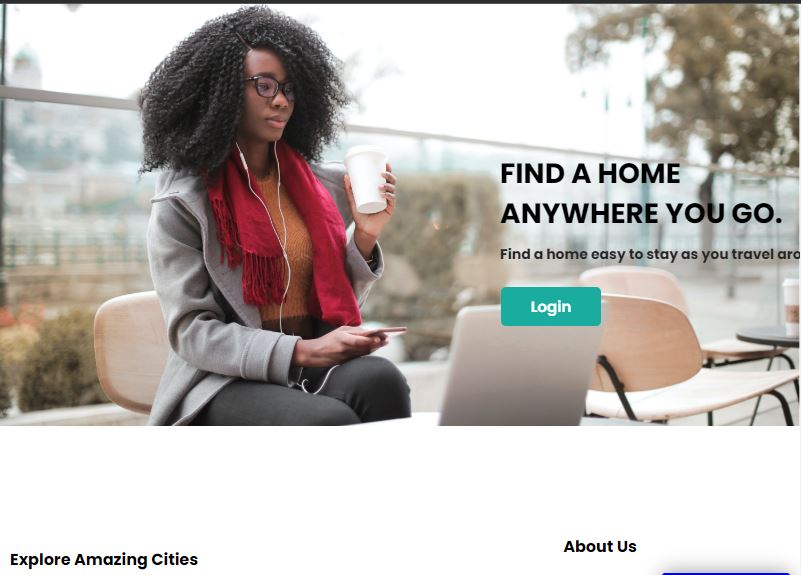 FIND A HOME
ANYWHERE YOU GO.
Find a home easy to stay as you travel
Login
About Us
Explore Amazing Cities